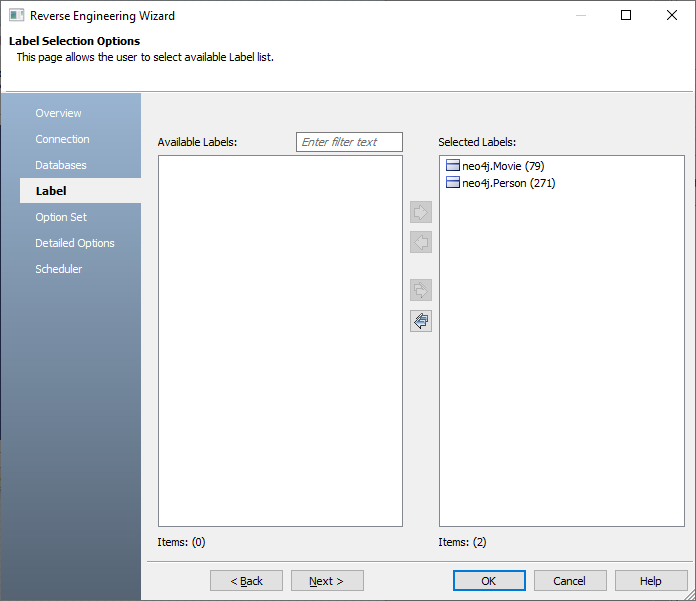 Reverse Engineering Wizard
Label Selection Options
This page allows the user to select available Label list.
Overview
Connection
Databases
Label
Option Set
Detailed Options
Scheduler
Available Labels:
Enter filter text
Selected Labels:
neo4j.Movie (79)
neo4j.Person (271)
Items: (0)
Items: (2)
< Back
Next >
OK
Cancel
Help